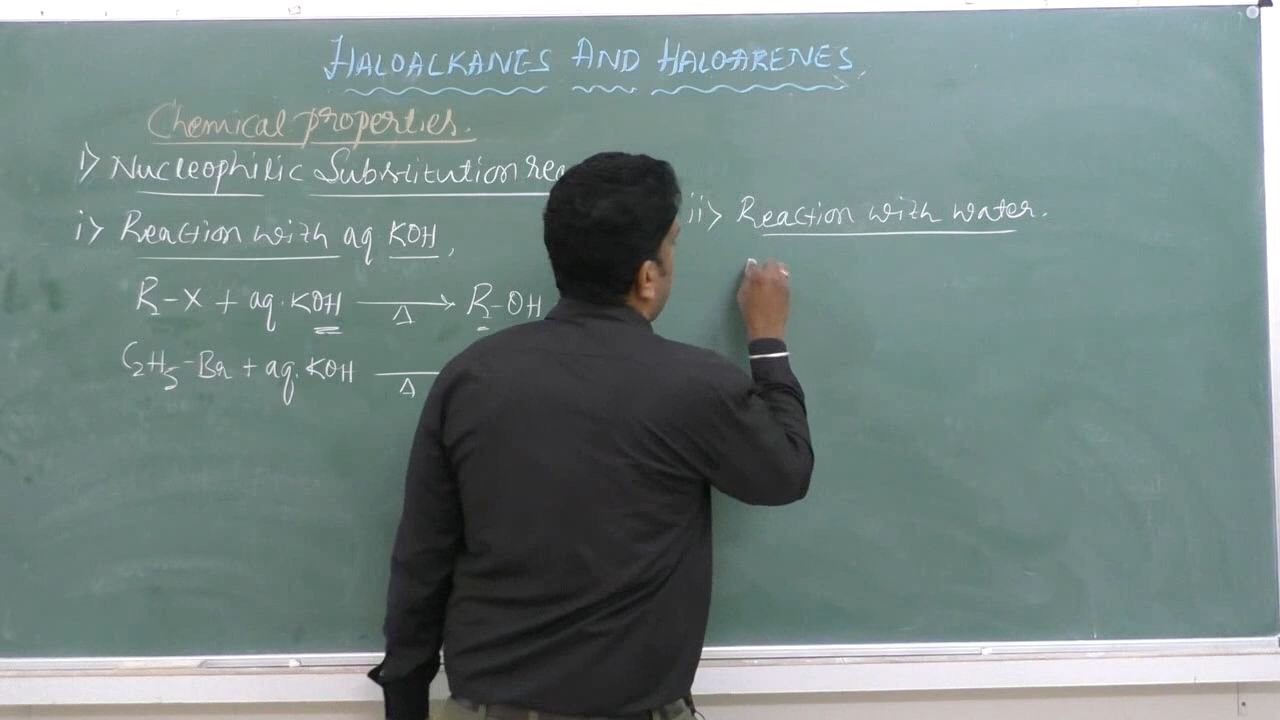 HALOALKANES AND HALOARENES
Chemical properties.
i> Nucleophilic Substitution rea
i> Reaction with aq KOH,
R-X + aq. KOH → R-OH
Δ
C2H5-Br + aq. KOH
Δ
ii> Reaction with water.